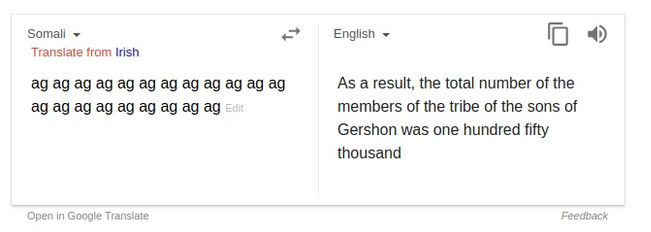 Somali
English
Translate from Irish
ag ag ag ag ag ag ag ag ag ag ag ag
ag ag ag ag ag ag ag ag ag Edit
As a result, the total number of the
members of the tribe of the sons of
Gershon was one hundred fifty
thousand
Open in Google Translate
Feedback